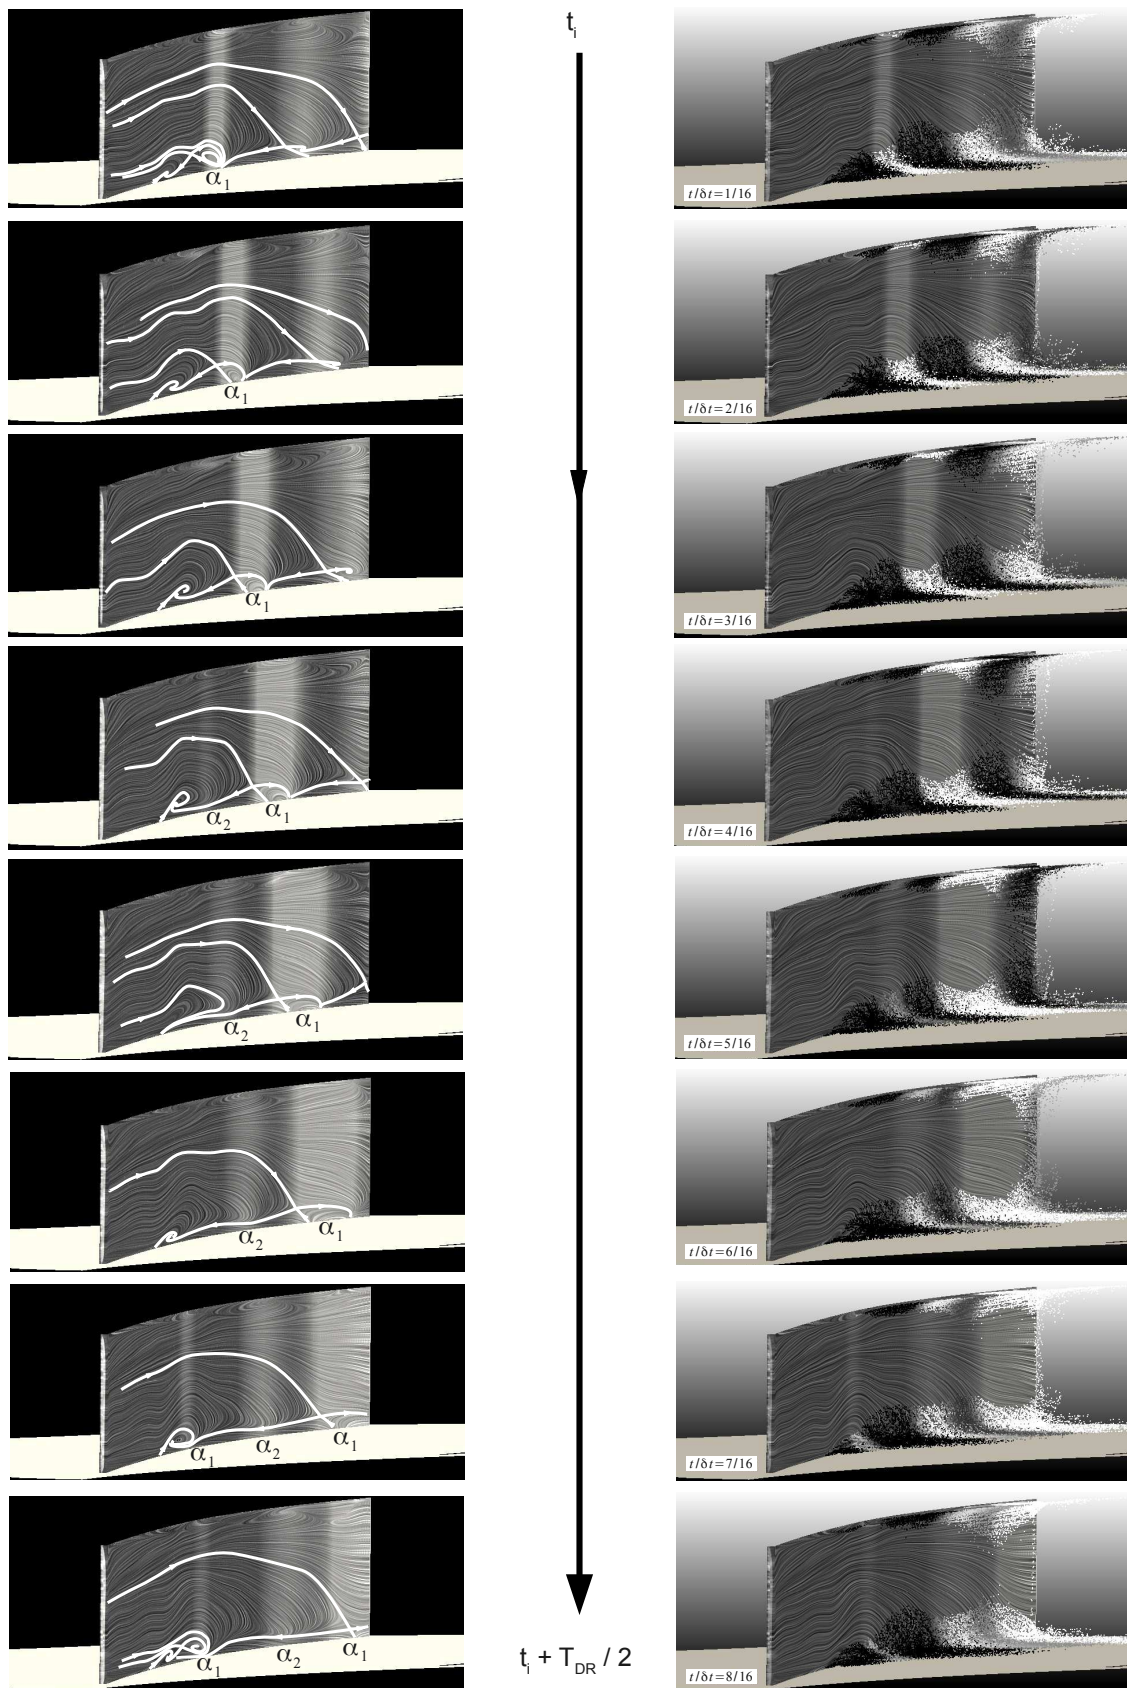 tᵢ
α₁
t/δt=1/16
α₁
t/δt=2/16
α₁
t/δt=3/16
α₂ α₁
t/δt=4/16
α₂ α₁
t/δt=5/16
α₂ α₁
t/δt=6/16
α₁ α₂ α₁
t/δt=7/16
α₁ α₂ α₁
t/δt=8/16
tᵢ + T_DR / 2